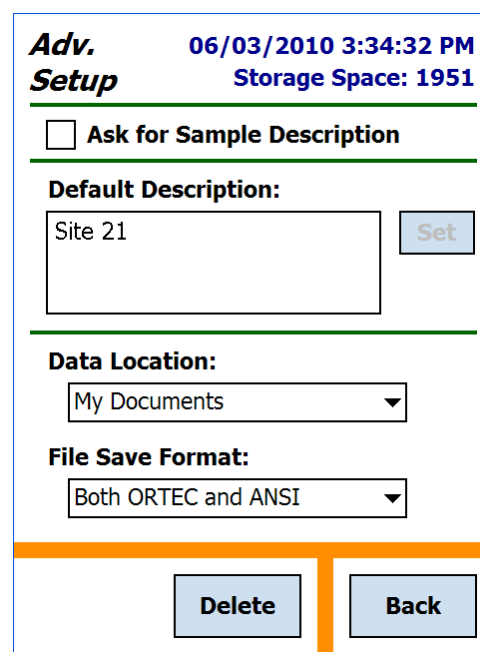 Adv. 06/03/2010 3:34:32 PM
Setup Storage Space: 1951
Ask for Sample Description
Default Description:
Site 21 Set
Data Location:
My Documents
File Save Format:
Both ORTEC and ANSI
Delete Back